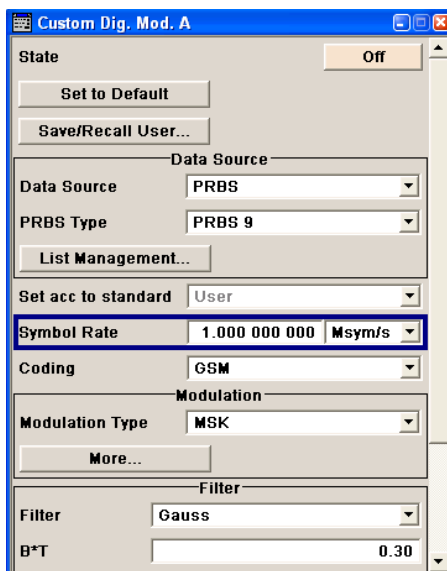 Custom Dig. Mod. A
State Off
Set to Default
Save/Recall User...
Data Source
Data Source PRBS
PRBS Type PRBS 9
List Management...
Set acc to standard User
Symbol Rate 1.000 000 000 Msym/s
Coding GSM
Modulation
Modulation Type MSK
More...
Filter
Filter Gauss
B*T 0.30